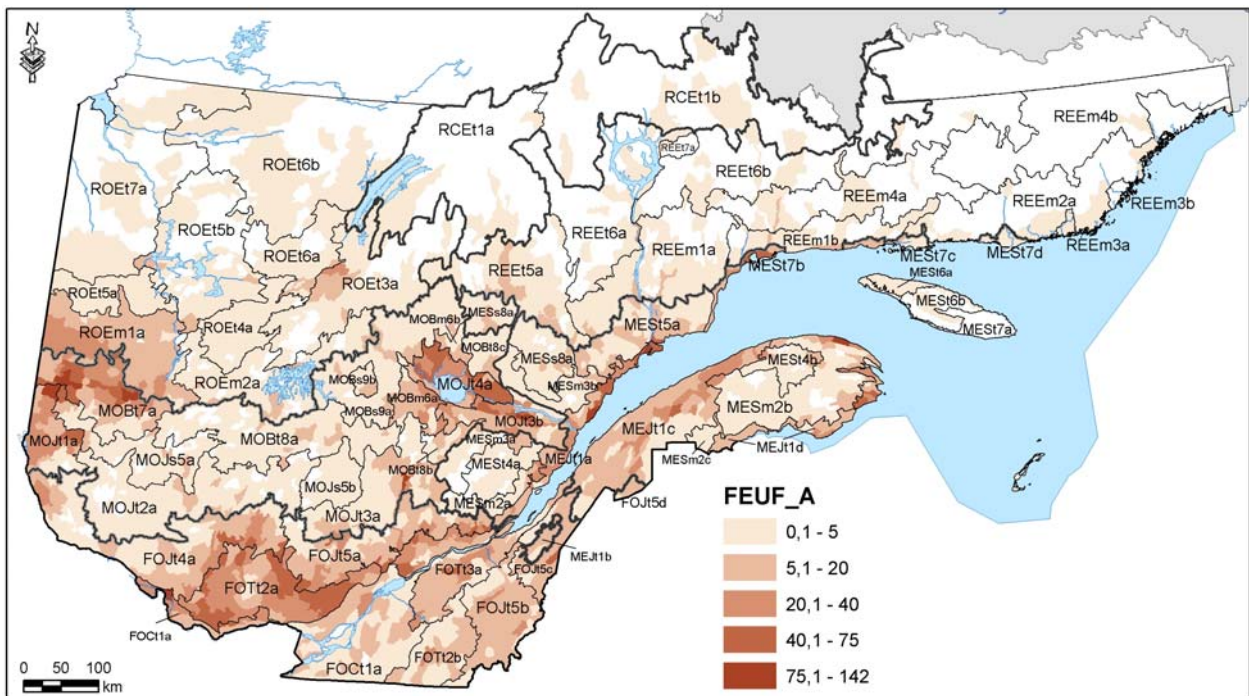 N
RCEt1b
RCEt1a
REEt7a
REEm4b
ROEt6b
REEt6b
ROEt7a
REEm4a
REEm2a
REEm3b
ROEt5b
REEt6a
REEm1a
REEm1b
REEm3a
ROEt6a
MESt7c
MESt7d
MESt7b
REEt5a
MESt6a
ROEt3a
MESt6b
ROEt5a
MESt7a
MESs8a
MOBm6b
MESt5a
ROEm1a
ROEt4a
MOBt8c
MESs8a
MESt4b
ROEm2a
MOBs9b
MOJt4a
MESm3b
MOBm6a
MESm2b
MOBt7a
MOBs9a
MOJt3b
MEJt1c
MOJt1a
MOBt8a
MESm3a
MEJt1d
MOJs5a
MOBt8b
MESt4a
MEJt1a
MESm2c
MOJs5b
MOJt2a
MOJt3a
MESm2a
FOJt5d
FOJt4a
FOJt5a
MEJt1b
FOTt3a
FOJt5c
FOTt2a
FOJt5b
FOCt1a
FOTt2b
FOCt1a
FEUF_A
0,1 - 5
5,1 - 20
20,1 - 40
40,1 - 75
75,1 - 142
0 50 100
km